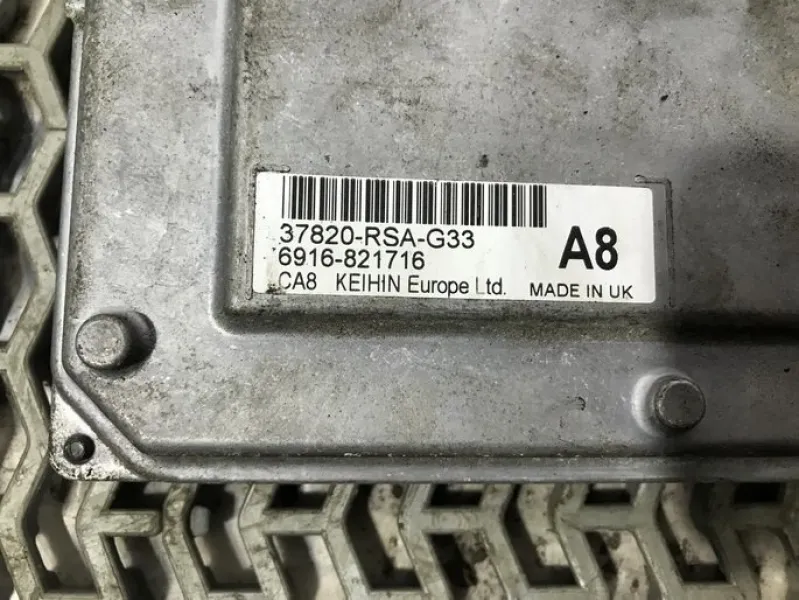 37820-RSA-G33
6916-821716
A8
CA8 KEIHIN Europe Ltd. MADE IN UK